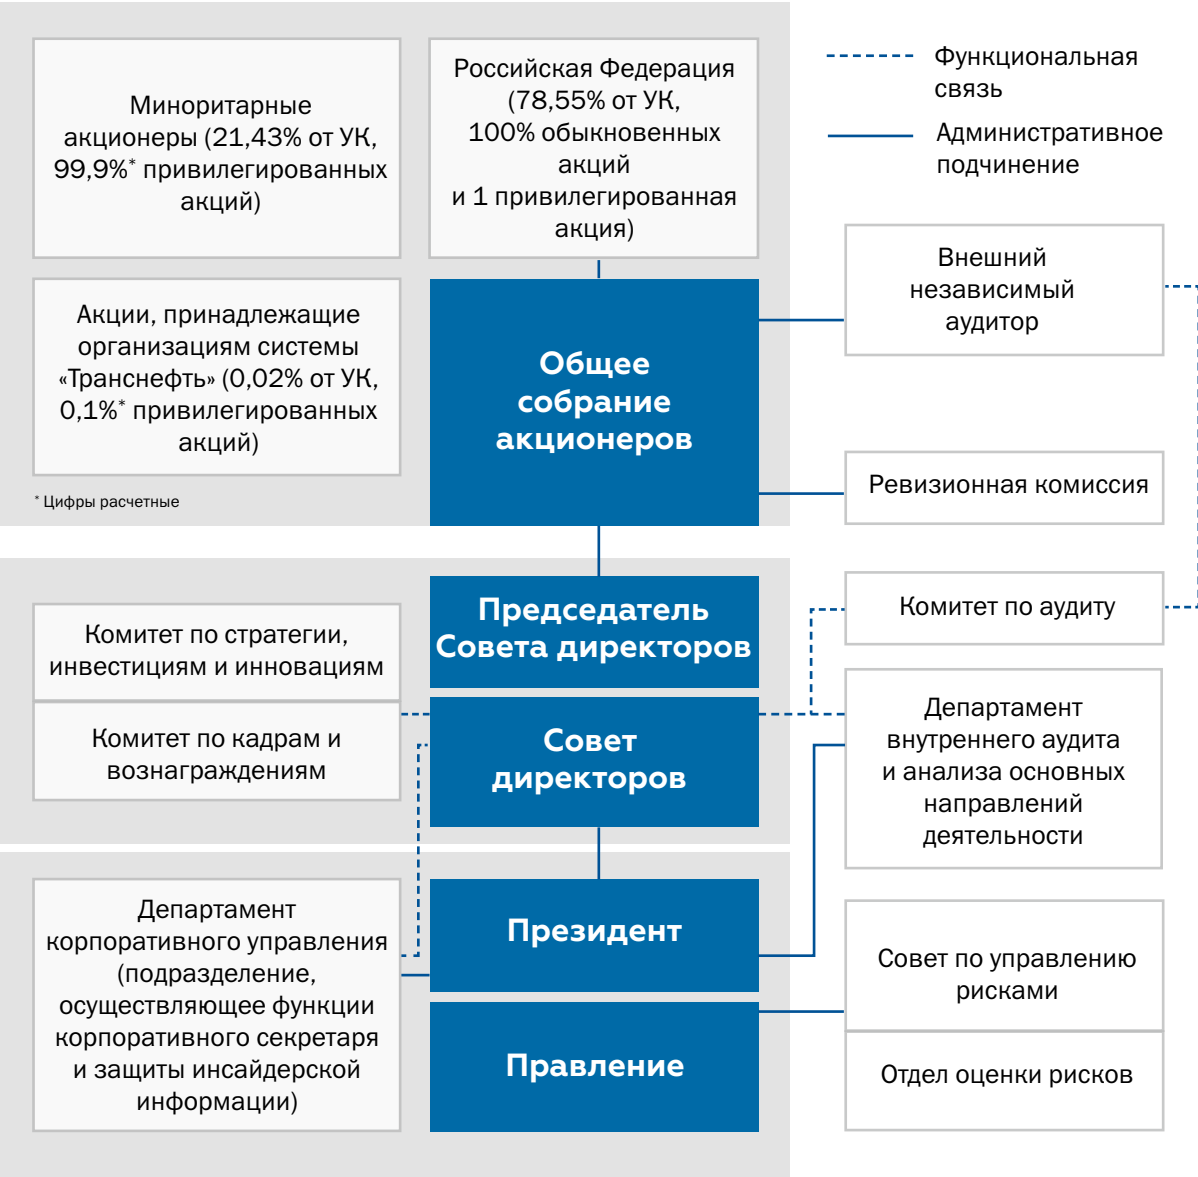 Миноритарные
акционеры (21,43% от УК,
99,9%* привилегированных
акций)
Российская Федерация
(78,55% от УК,
100% обыкновенных
акций
и 1 привилегированная
акция)
Функциональная
связь
Административное
подчинение
Акции, принадлежащие
организациям системы
«Транснефть» (0,02% от УК,
0,1%* привилегированных
акций)
* Цифры расчетные
Общее
собрание
акционеров
Внешний
независимый
аудитор
Ревизионная комиссия
Председатель
Совета директоров
Комитет по аудиту
Комитет по стратегии,
инвестициям и инновациям
Комитет по кадрам и
вознаграждениям
Совет
директоров
Департамент
внутреннего аудита
и анализа основных
направлений
деятельности
Департамент
корпоративного управления
(подразделение,
осуществляющее функции
корпоративного секретаря
и защиты инсайдерской
информации)
Президент
Правление
Совет по управлению
рисками
Отдел оценки рисков